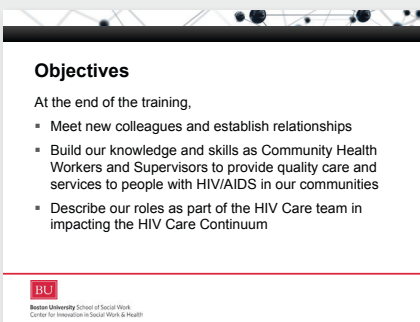 Objectives
At the end of the training,
▪ Meet new colleagues and establish relationships
▪ Build our knowledge and skills as Community Health
Workers and Supervisors to provide quality care and
services to people with HIV/AIDS in our communities
▪ Describe our roles as part of the HIV Care team in
impacting the HIV Care Continuum
BU
Boston University School of Social Work
Center for Innovation in Social Work & Health